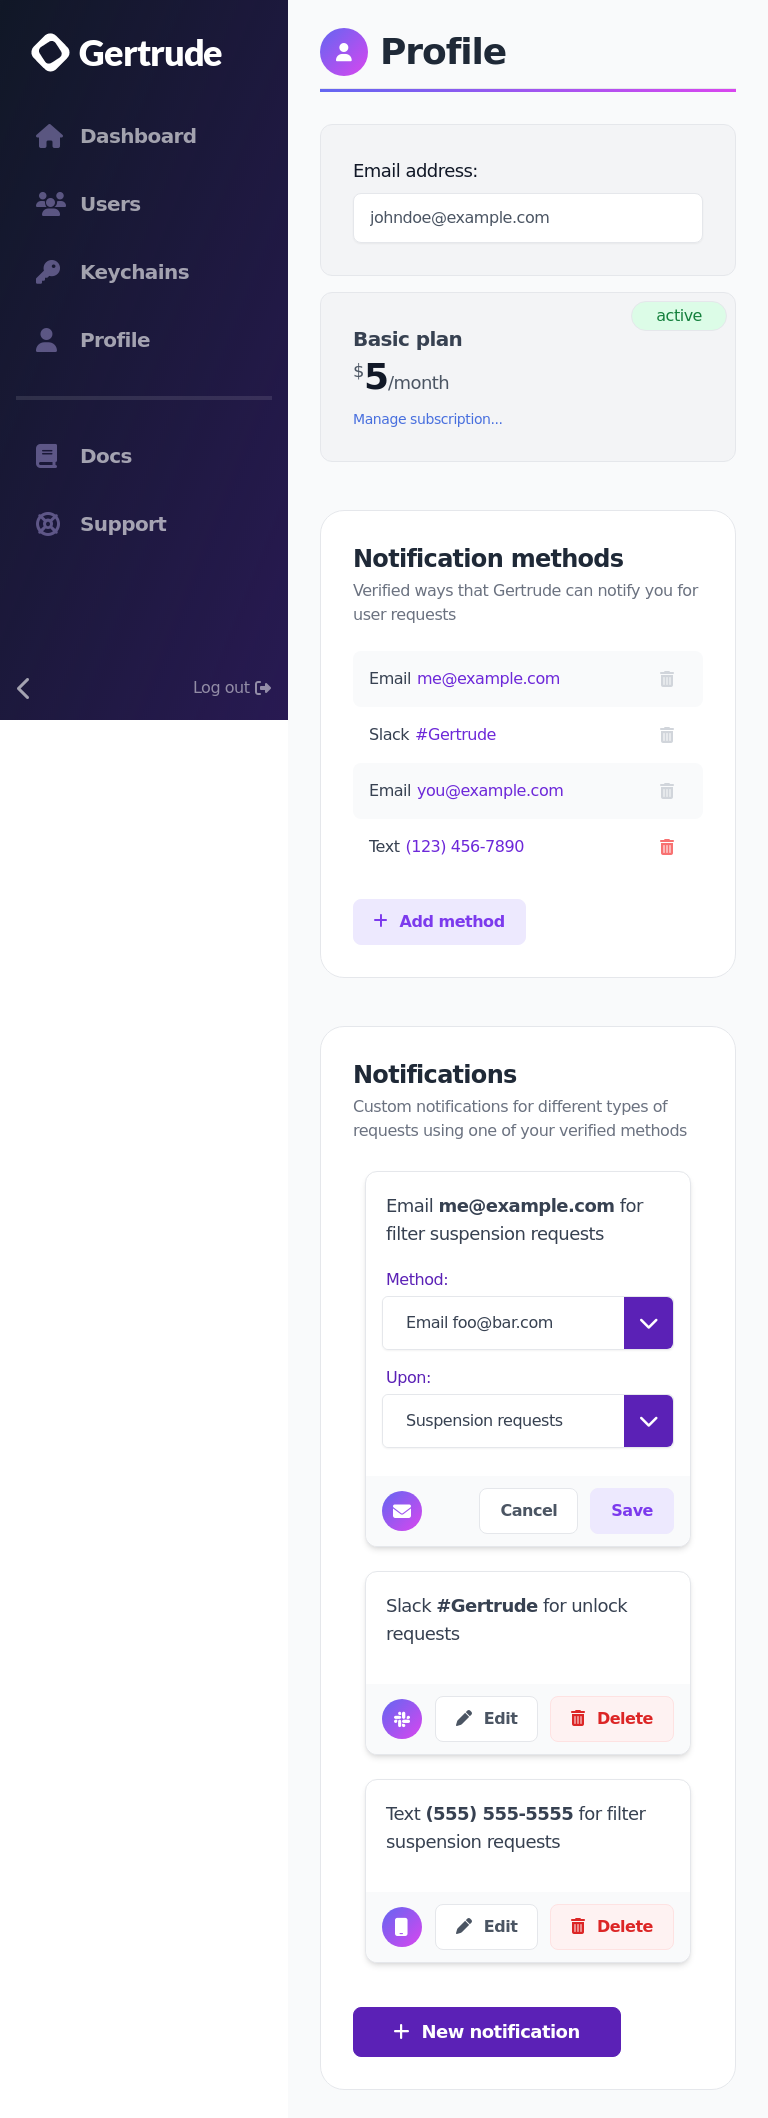 Gertrude
Dashboard
Users
Keychains
Profile
Docs
Support
Log out
Profile
Email address:
johndoe@example.com
active
Basic plan
$5/month
Manage subscription...
Notification methods
Verified ways that Gertrude can notify you for
user requests
Email me@example.com
Slack #Gertrude
Email you@example.com
Text (123) 456-7890
Add method
Notifications
Custom notifications for different types of
requests using one of your verified methods
Email me@example.com for
filter suspension requests
Method:
Email foo@bar.com
Upon:
Suspension requests
Cancel
Save
Slack #Gertrude for unlock
requests
Edit
Delete
Text (555) 555-5555 for filter
suspension requests
Edit
Delete
New notification